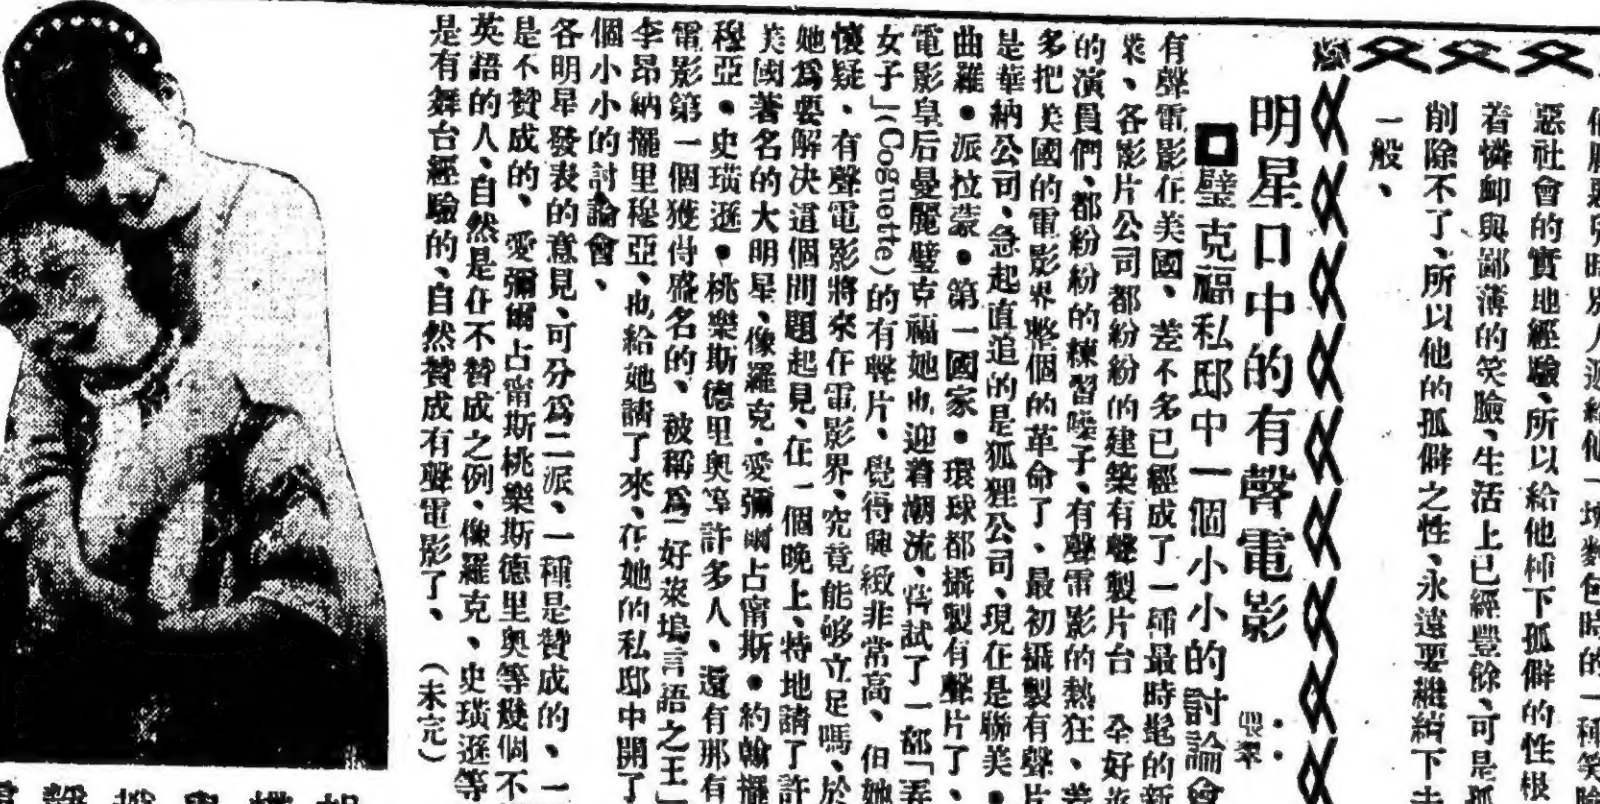 惡社會的實地經驗、所以給他種下孤僻的性根
着憐卹與鄙薄的笑臉、生活上已經豐餘、可是孤
削除不了、所以他的孤僻之性、永遠要繼續下去
一般、
明星口中的有聲電影
璧克福私邸中一個小小的討論會
有聲電影在美國、差不多已經成了一種最時髦的新
業、各影片公司都紛紛的建築有聲製片台 全好萊
的演員們、都紛紛的練習嗓子、有聲電影的熱狂、差
多把美國的電影界整個的革命了、最初攝製有聲片
是華納公司、急起直追的是狐狸公司、現在是聯美·
曲羅·派拉蒙·第一國家·環球都攝製有聲片了、
電影皇后曼麗璧克福她也迎着潮流、嘗試了一部「弄
女子」(Cognette)的有聲片、覺得興緻非常高、但她
懷疑、有聲電影將來在電影界、究竟能够立足嗎、於
她爲要解决這個問題起見、在一個晚上、特地請了許
美國著名的大明星、像羅克·愛彌爾占甯斯·約翰擺
穆亞·史璜遜·桃樂斯德里奧等許多人、還有那有
電影第一個獲得盛名的、被稱爲「好萊塢言語之王」
李昂納擺里穆亞、也給她請了來、在她的私邸中開了
個小小的討論會、
各明星發表的意見、可分爲二派、一種是贊成的、一
是不贊成的、愛彌爾占甯斯桃樂斯德里奧等幾個不
英語的人、自然是在不贊成之例、像羅克、史璜遜等
是有舞台經驗的、自然贊成有聲電影了、 (未完)